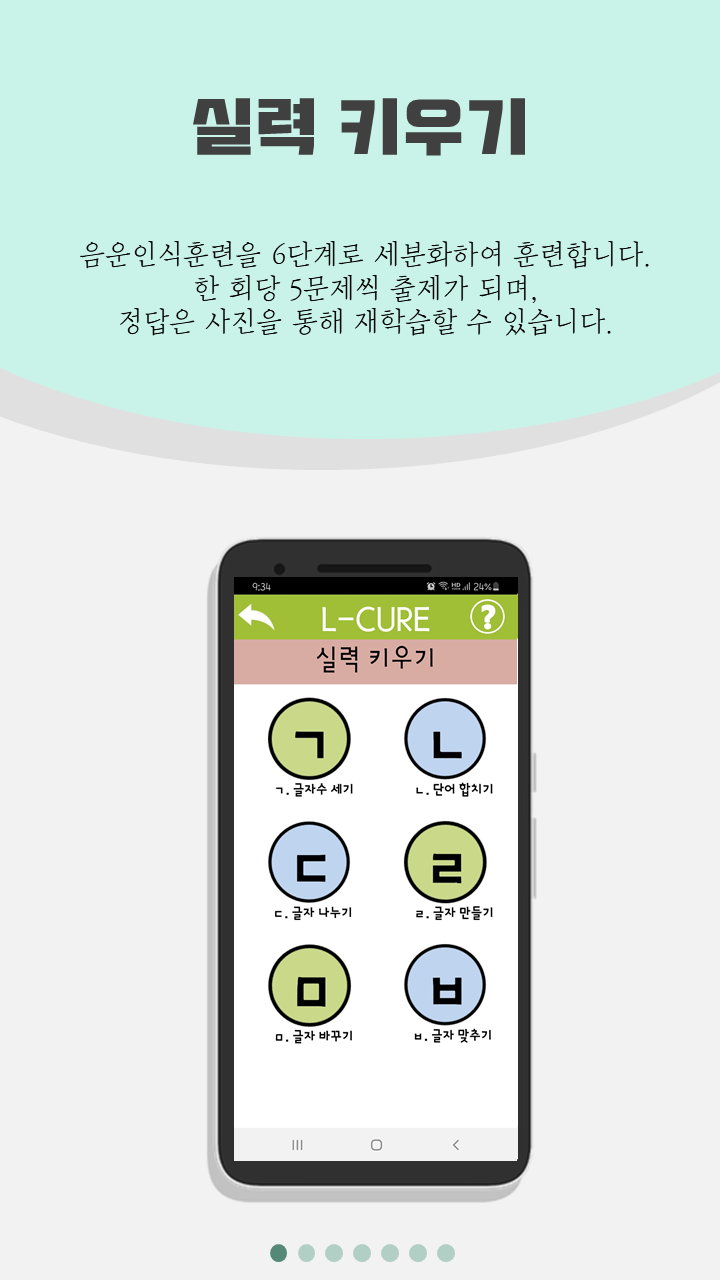 실력 키우기
음운인식훈련을 6단계로 세분화하여 훈련합니다.
한 회당 5문제씩 출제가 되며,
정답은 사진을 통해 재학습할 수 있습니다.
9:34
HD 24%
L-CURE ?
실력 키우기
ㄱ ㄴ
ㄱ. 글자수 세기 ㄴ. 단어 합치기
ㄷ ㄹ
ㄷ. 글자 나누기 ㄹ. 글자 만들기
ㅁ ㅂ
ㅁ. 글자 바꾸기 ㅂ. 글자 맞추기